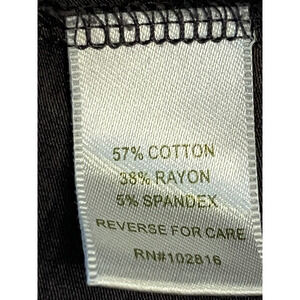 57% COTTON
38% RAYON
5% SPANDEX
REVERSE FOR CARE
RN#102816